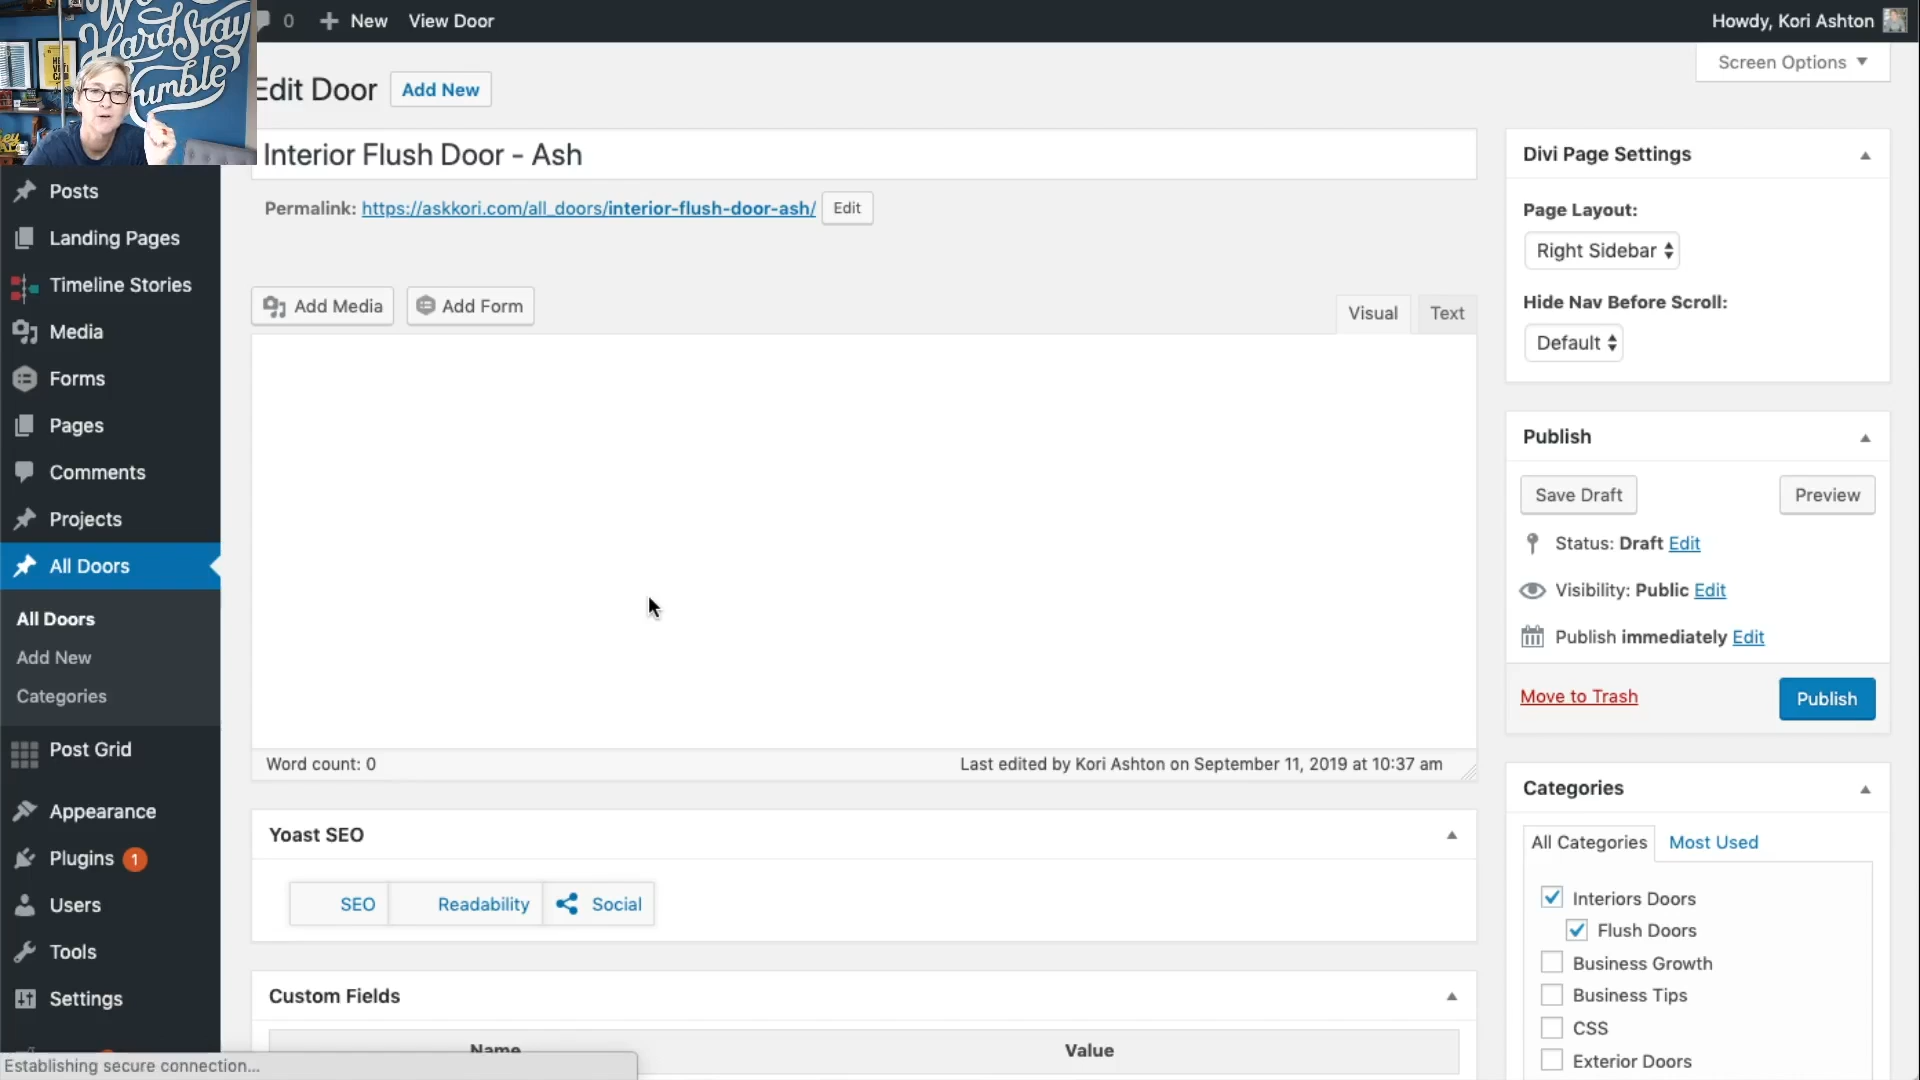 We
Hard Stay
Humble
0
New
View Door
Howdy, Kori Ashton
Screen Options
Edit Door
Add New
Interior Flush Door - Ash
Permalink: https://askkori.com/all_doors/interior-flush-door-ash/ Edit
Add Media
Add Form
Visual
Text
Word count: 0
Last edited by Kori Ashton on September 11, 2019 at 10:37 am
Yoast SEO
SEO
Readability
Social
Custom Fields
Name
Value
Posts
Landing Pages
Timeline Stories
Media
Forms
Pages
Comments
Projects
All Doors
All Doors
Add New
Categories
Post Grid
Appearance
Plugins 1
Users
Tools
Settings
Establishing secure connection...
Divi Page Settings
Page Layout:
Right Sidebar
Hide Nav Before Scroll:
Default
Publish
Save Draft
Preview
Status: Draft Edit
Visibility: Public Edit
Publish immediately Edit
Move to Trash
Publish
Categories
All Categories
Most Used
Interiors Doors
Flush Doors
Business Growth
Business Tips
CSS
Exterior Doors